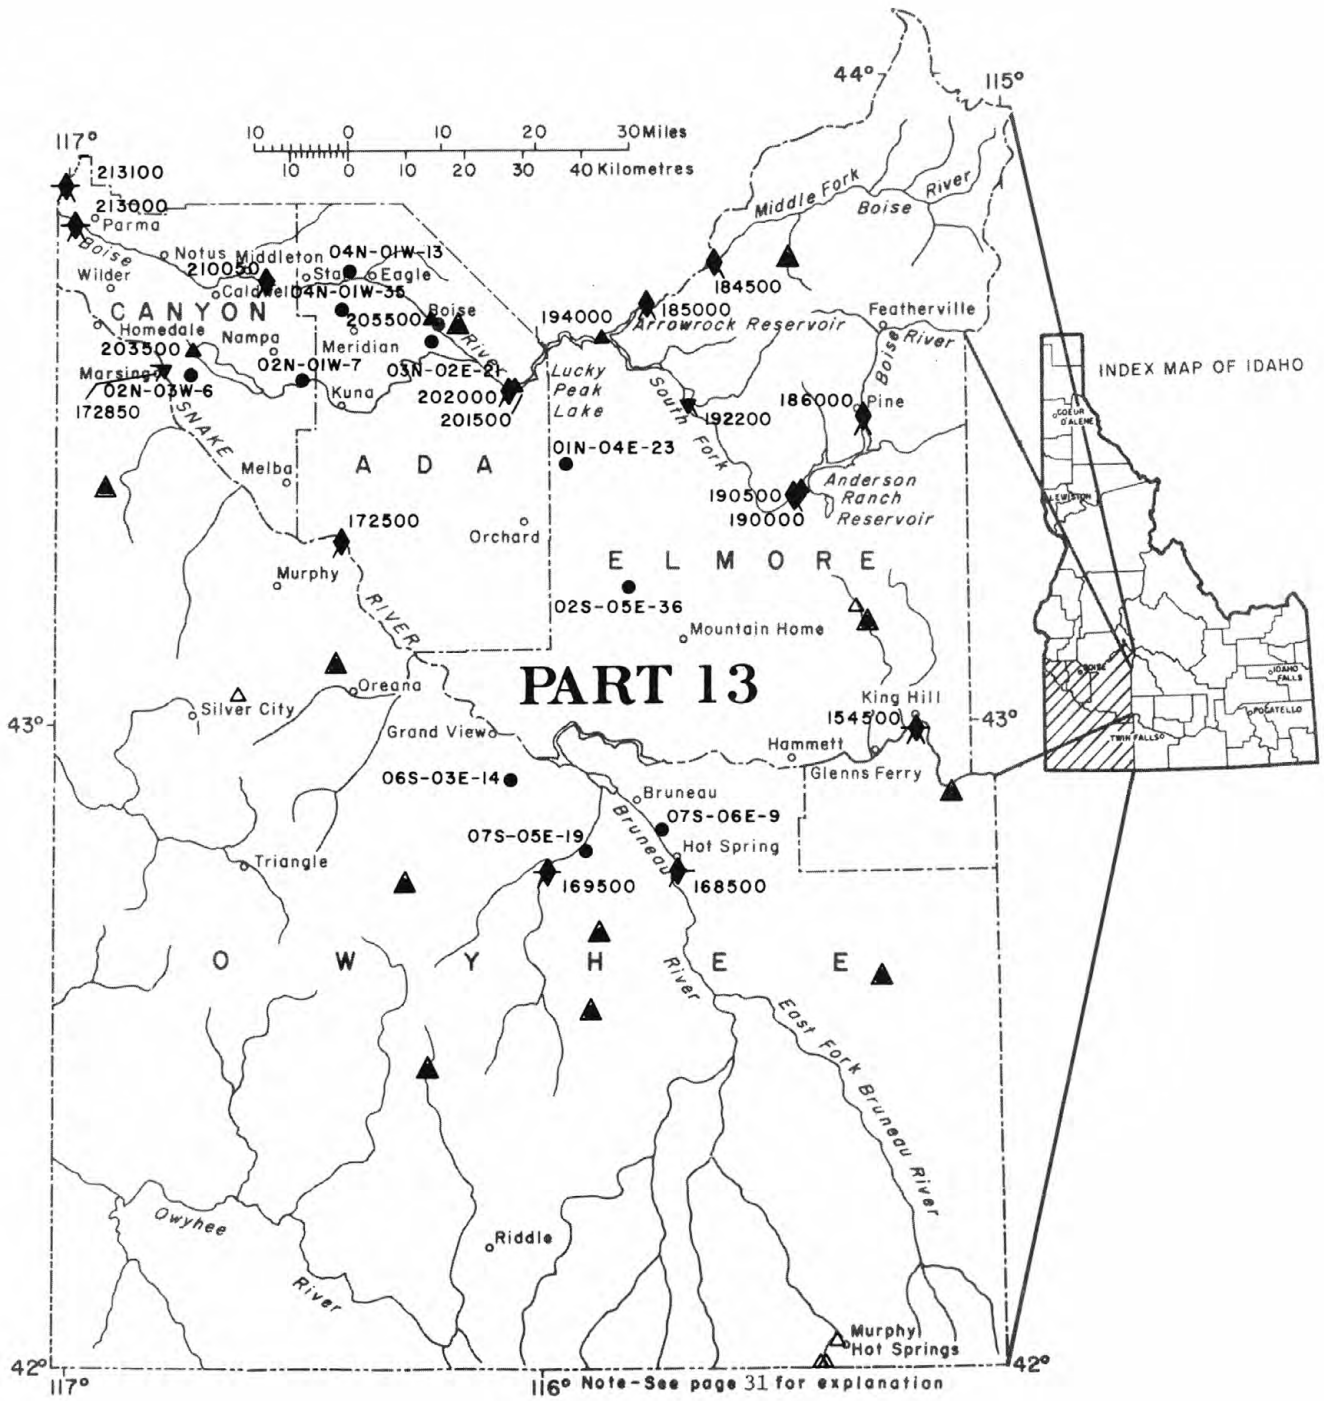 44°
115°
10 0 10 20 30 Miles
10 0 10 20 40 Kilometres
117°
213100
213000
Parma
Boise
Notus
Middleton
04N-01W-13
210050
Star
Eagle
Wilder
Caldwell
04N-01W-35
CANYON
Boise
205500
River
Homedale
Nampa
Meridian
203500
02N-01W-7
03N-02E-21
Marsing
02N-03W-6
Kuna
202000
201500
172850
SNAKE
Middle Fork
Boise
River
184500
185000
194000
Arrowrock Reservoir
Featherville
River
Boise
Lucky
Peak
Lake
South Fork
192200
186000
Pine
Melba
ADA
01N-04E-23
190500
190000
Anderson
Ranch
Reservoir
172500
Orchard
ELMORE
Murphy
RIVER
02S-05E-36
Mountain Home
PART 13
Oreana
Silver City
King Hill
154500
43°
43°
Grand View
Hammett
Glenns Ferry
06S-03E-14
Bruneau
07S-06E-9
07S-05E-19
Bruneau
Hot Spring
Triangle
169500
168500
OWYHEE
River
East Fork Bruneau River
Owyhee
River
Riddle
Murphy
Hot Springs
42°
42°
117°
116°
Note-See page 31 for explanation
INDEX MAP OF IDAHO
COEUR
D'ALENE
LEWISTON
BOISE
IDAHO
FALLS
POCATELLO
TWIN FALLS